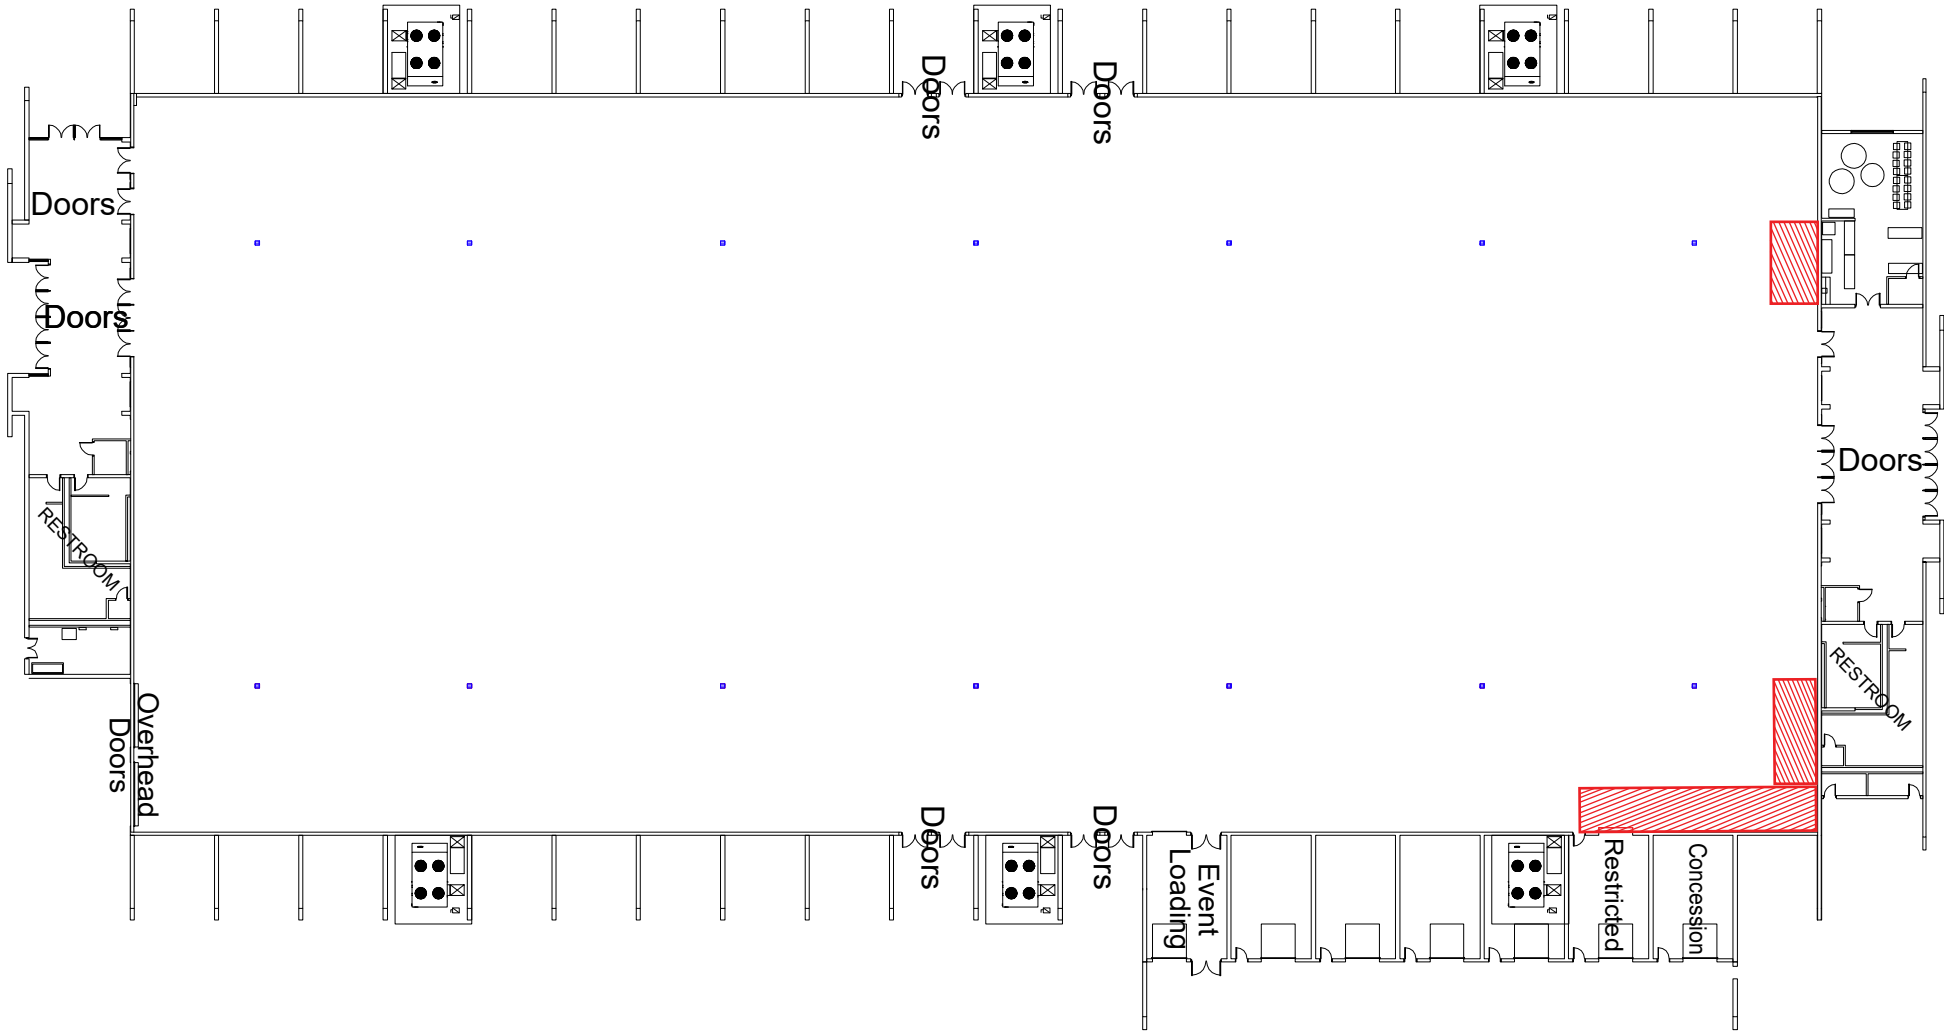 Doors
Doors
Doors
Doors
Doors
RESTROOM
RESTROOM
Overhead
Doors
Doors
Doors
Event
Loading
Restricted
Concession